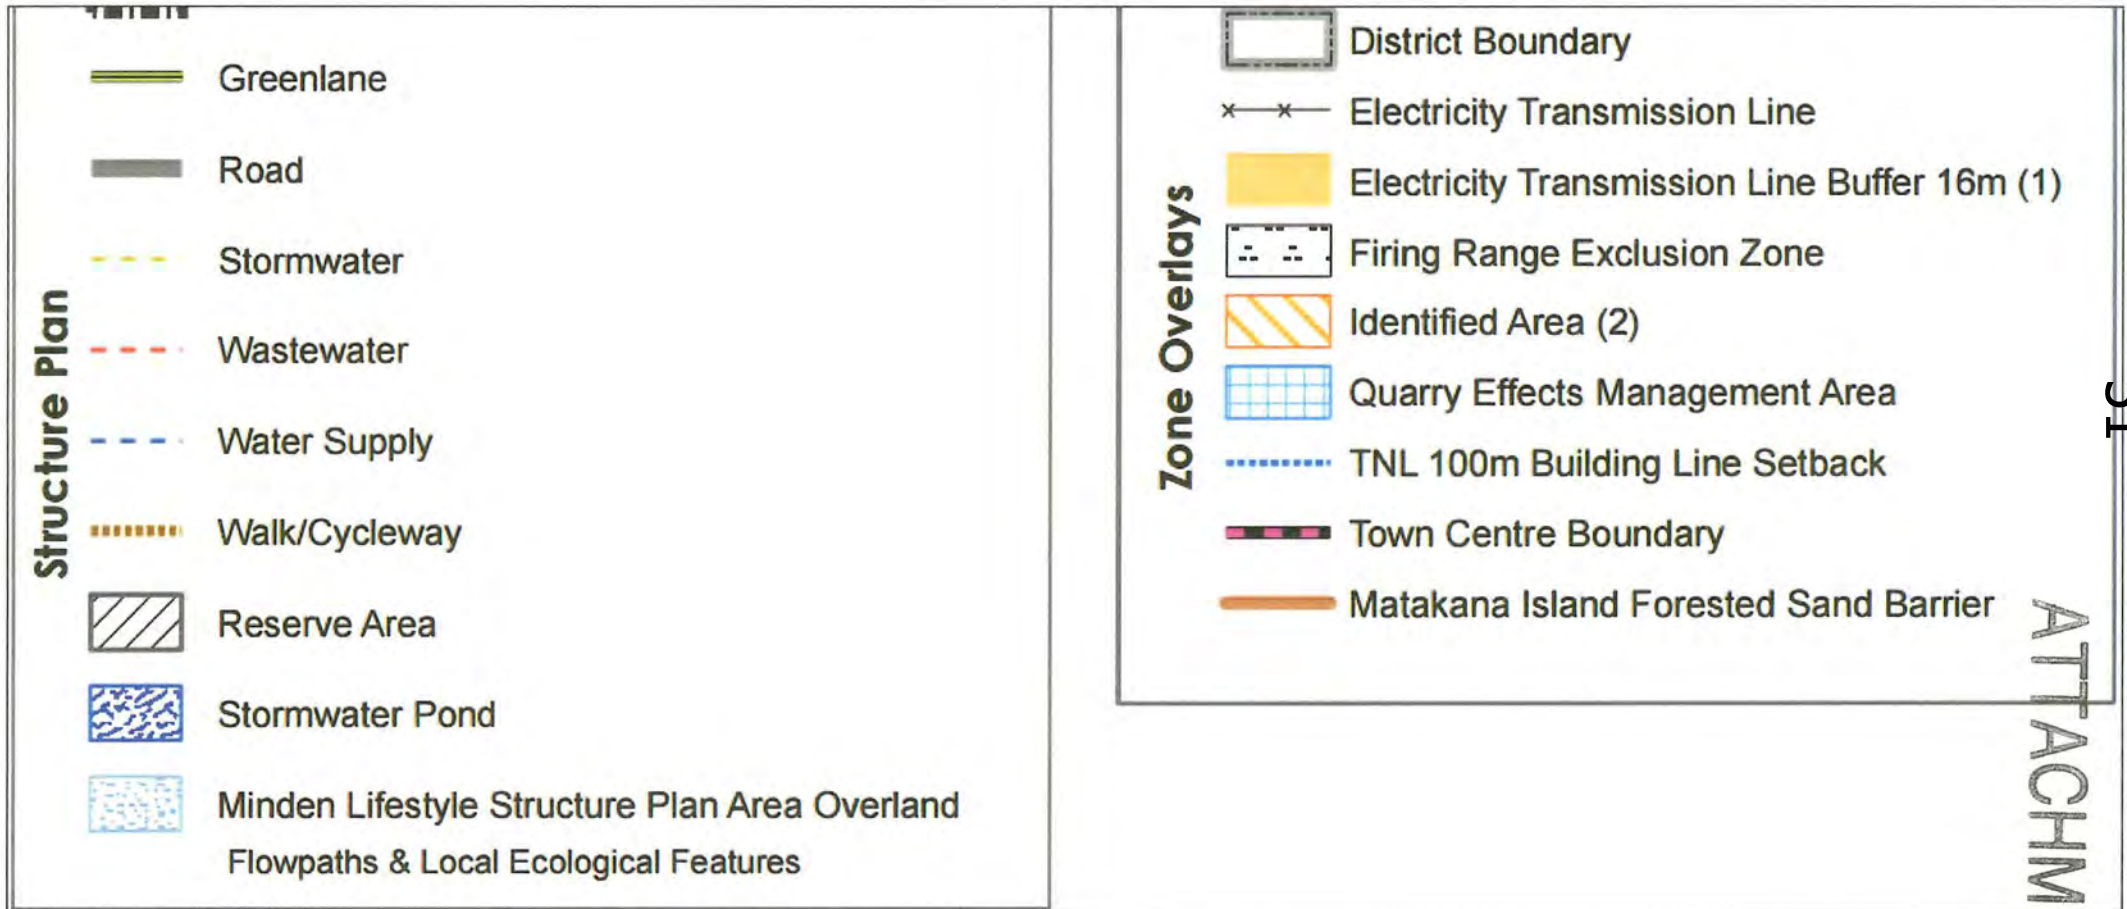 Structure Plan
Greenlane
Road
Stormwater
Wastewater
Water Supply
Walk/Cycleway
Reserve Area
Stormwater Pond
Minden Lifestyle Structure Plan Area Overland
Flowpaths & Local Ecological Features
Zone Overlays
District Boundary
Electricity Transmission Line
Electricity Transmission Line Buffer 16m (1)
Firing Range Exclusion Zone
Identified Area (2)
Quarry Effects Management Area
TNL 100m Building Line Setback
Town Centre Boundary
Matakana Island Forested Sand Barrier
ATTACHM